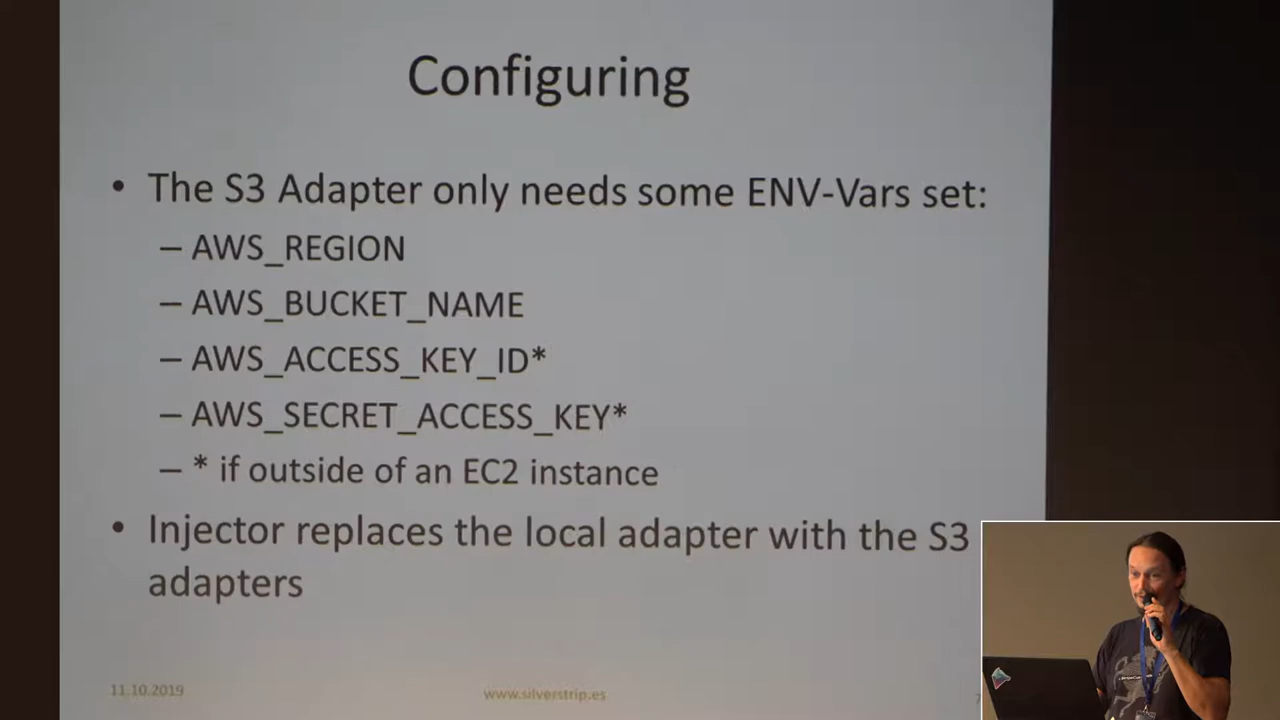 Configuring
• The S3 Adapter only needs some ENV-Vars set:
– AWS_REGION
– AWS_BUCKET_NAME
– AWS_ACCESS_KEY_ID*
– AWS_SECRET_ACCESS_KEY*
– * if outside of an EC2 instance
• Injector replaces the local adapter with the S3
adapters
11.10.2019
www.silverstrip.es